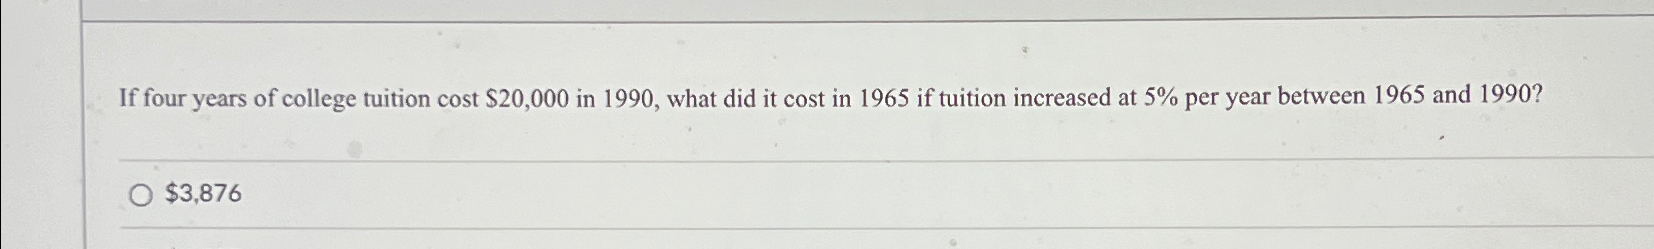 If four years of college tuition cost $20,000 in 1990, what did it cost in 1965 if tuition increased at 5% per year between 1965 and 1990?
$3,876